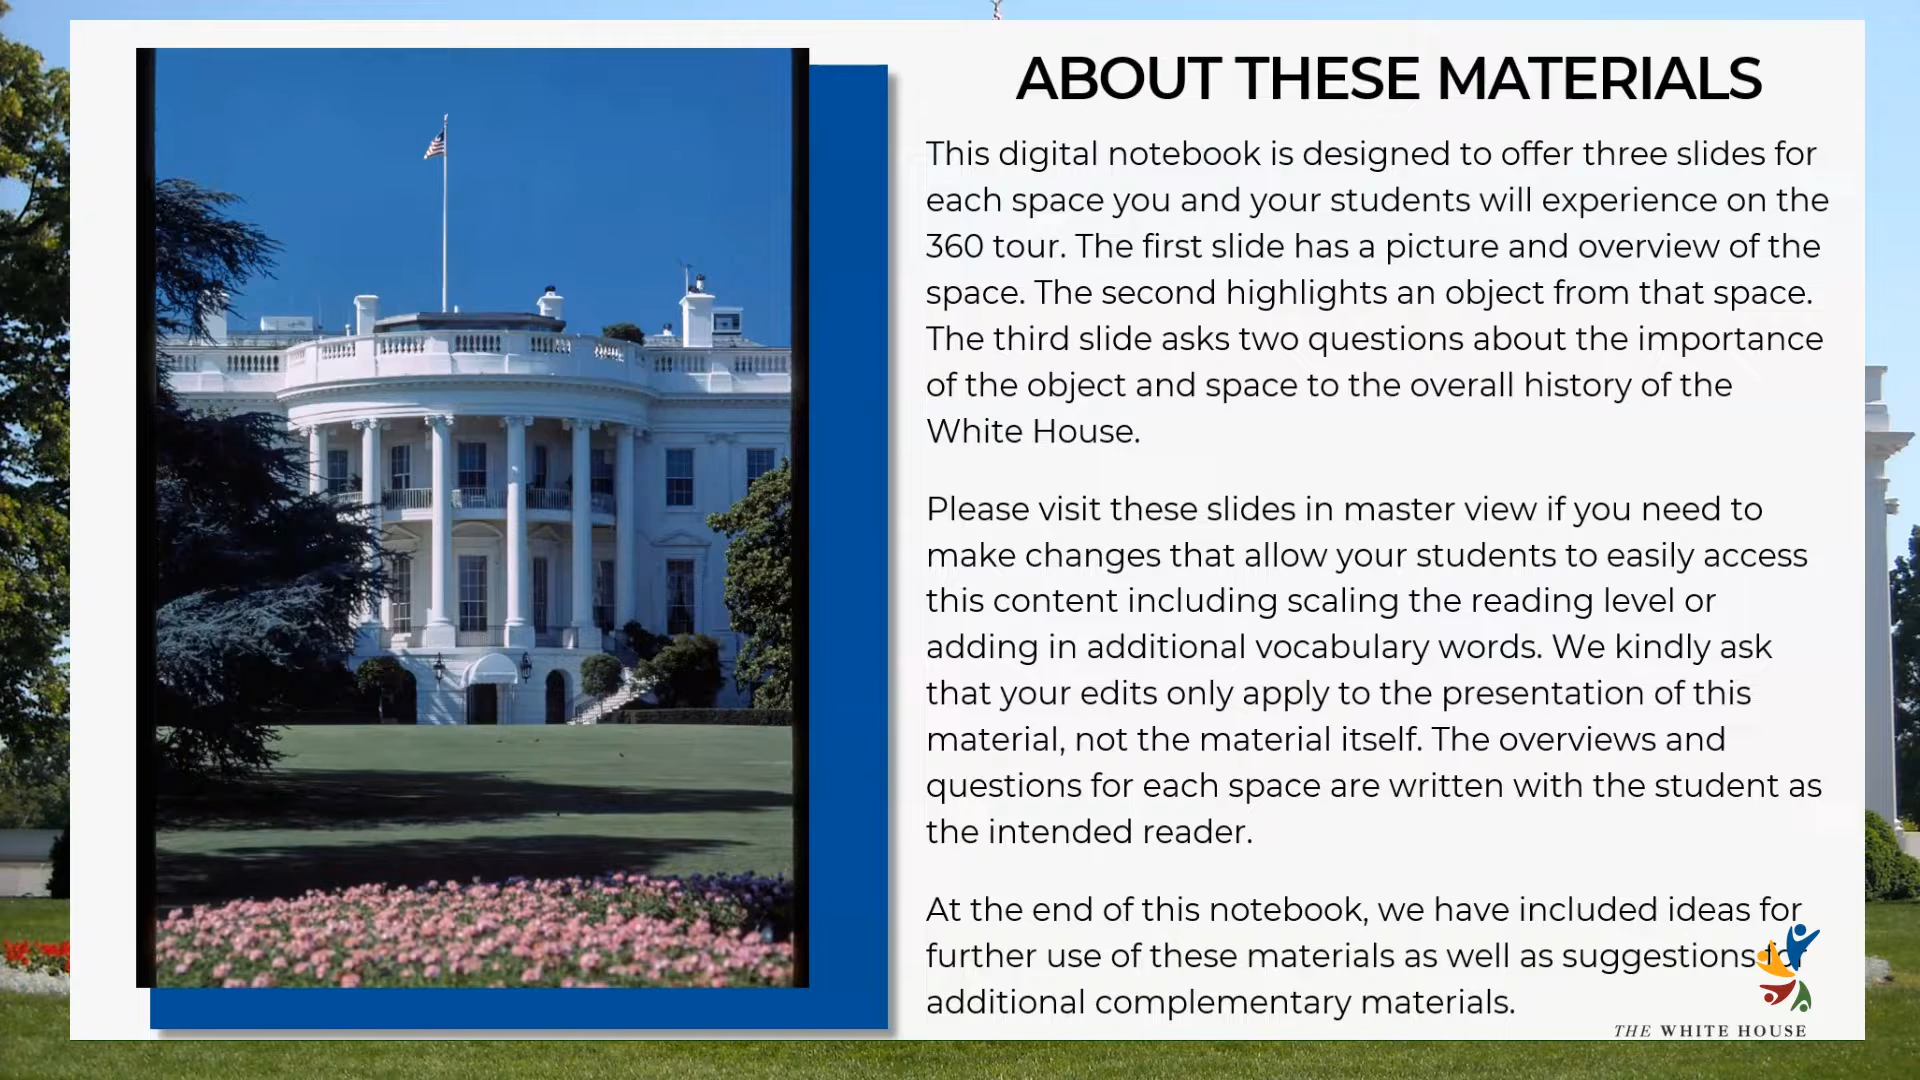 ABOUT THESE MATERIALS
This digital notebook is designed to offer three slides for
each space you and your students will experience on the
360 tour. The first slide has a picture and overview of the
space. The second highlights an object from that space.
The third slide asks two questions about the importance
of the object and space to the overall history of the
White House.
Please visit these slides in master view if you need to
make changes that allow your students to easily access
this content including scaling the reading level or
adding in additional vocabulary words. We kindly ask
that your edits only apply to the presentation of this
material, not the material itself. The overviews and
questions for each space are written with the student as
the intended reader.
At the end of this notebook, we have included ideas for
further use of these materials as well as suggestions for
additional complementary materials.
THE WHITE HOUSE